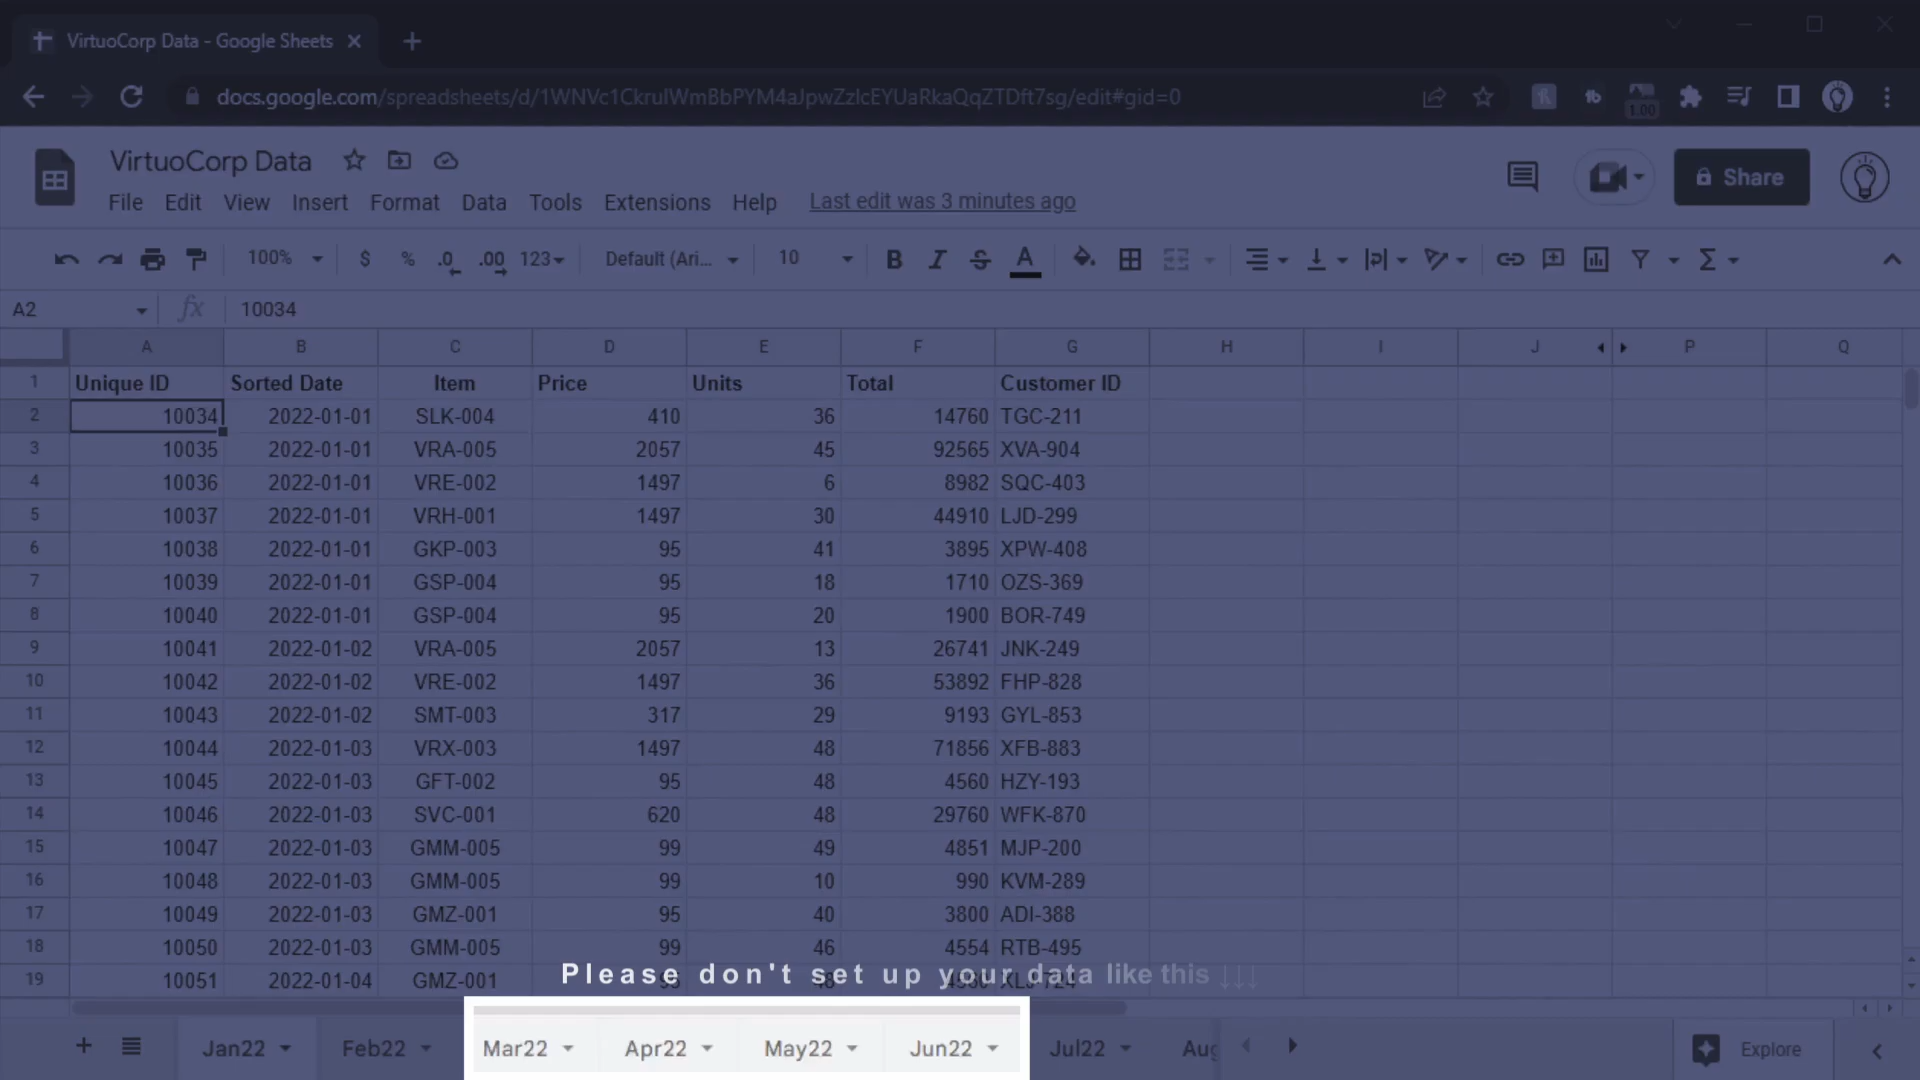 VirtuoCorp Data - Google Sheets
docs.google.com/spreadsheets/d/1WNVc1CkruIWmBbPYM4aJpwZzlcEYUaRkaQqZTDft7sg/edit#gid=0
1.00
VirtuoCorp Data
Share
File Edit View Insert Format Data Tools Extensions Help Last edit was 3 minutes ago
100% $ % .0 .00 123 Default (Ari... 10 B I S A Σ
A2 fx 10034
A B C D E F G H I J P Q
1 Unique ID Sorted Date Item Price Units Total Customer ID
2 10034 2022-01-01 SLK-004 410 36 14760 TGC-211
3 10035 2022-01-01 VRA-005 2057 45 92565 XVA-904
4 10036 2022-01-01 VRE-002 1497 6 8982 SQC-403
5 10037 2022-01-01 VRH-001 1497 30 44910 LJD-299
6 10038 2022-01-01 GKP-003 95 41 3895 XPW-408
7 10039 2022-01-01 GSP-004 95 18 1710 OZS-369
8 10040 2022-01-01 GSP-004 95 20 1900 BOR-749
9 10041 2022-01-02 VRA-005 2057 13 26741 JNK-249
10 10042 2022-01-02 VRE-002 1497 36 53892 FHP-828
11 10043 2022-01-02 SMT-003 317 29 9193 GYL-853
12 10044 2022-01-03 VRX-003 1497 48 71856 XFB-883
13 10045 2022-01-03 GFT-002 95 48 4560 HZY-193
14 10046 2022-01-03 SVC-001 620 48 29760 WFK-870
15 10047 2022-01-03 GMM-005 99 49 4851 MJP-200
16 10048 2022-01-03 GMM-005 99 10 990 KVM-289
17 10049 2022-01-03 GMZ-001 95 40 3800 ADI-388
18 10050 2022-01-03 GMM-005 99 46 4554 RTB-495
Please don't set up your data like this ↓↓↓
19 10051 2022-01-04 GMZ-001 95 48 4560 XLJ-724
Jan22 Feb22 Mar22 Apr22 May22 Jun22 Jul22 Aug Explore